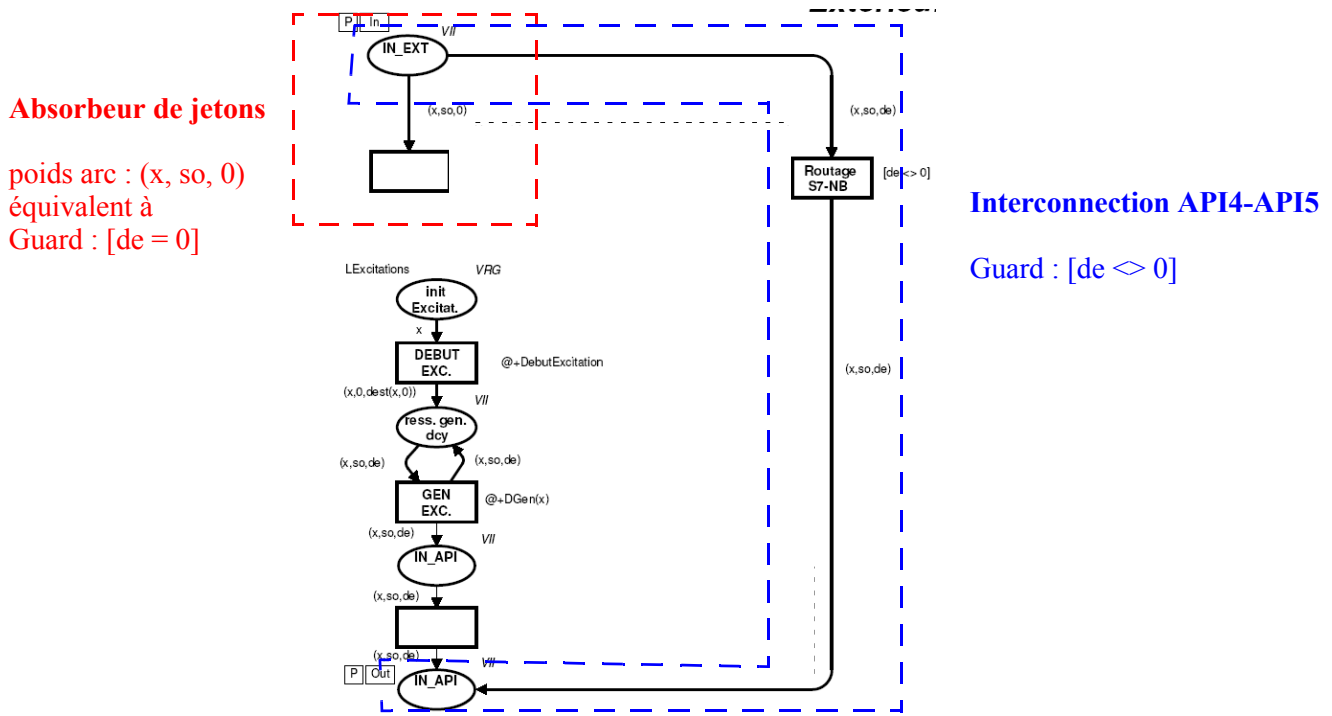 P In
VII
IN_EXT
Absorbeur de jetons
poids arc : (x, so, 0)
équivalent à
Guard : [de = 0]
(x,so,0)
(x,so,de)
Routage
S7-NB
[de <> 0]
Interconnection API4-API5
Guard : [de <> 0]
LExcitations
VRG
init
Excitat.
x
DEBUT
EXC.
@+DebutExcitation
(x,0,dest(x,0))
VII
ress. gen.
dcy
(x,so,de)
(x,so,de)
(x,so,de)
GEN
EXC.
@+DGen(x)
(x,so,de)
VII
IN_API
(x,so,de)
(x,so,de)
VII
P Out
IN_API